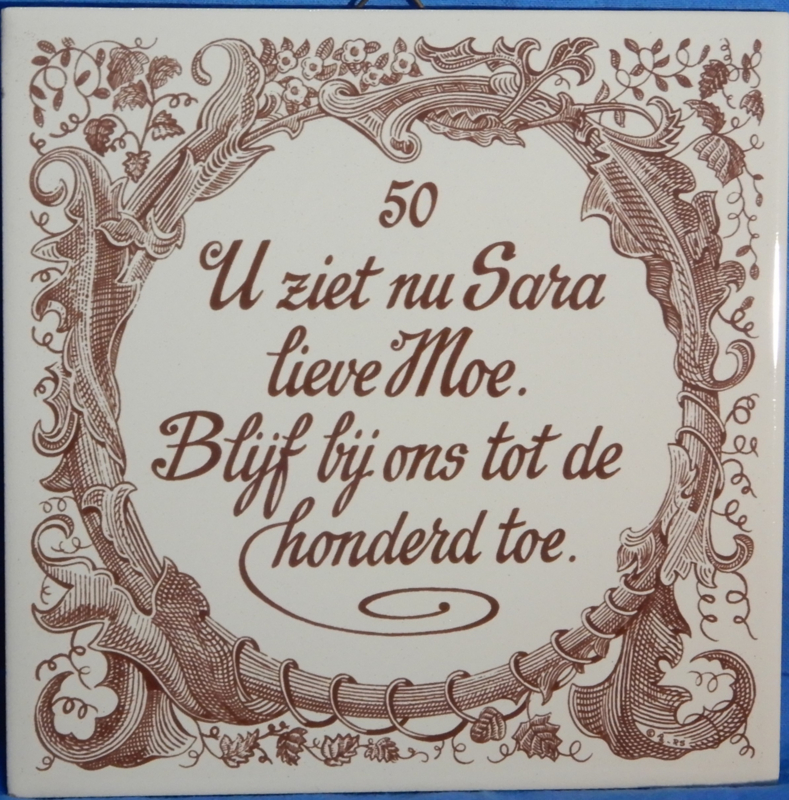 50
U ziet nu Sara
lieve Moe.
Blijf bij ons tot de
honderd toe.